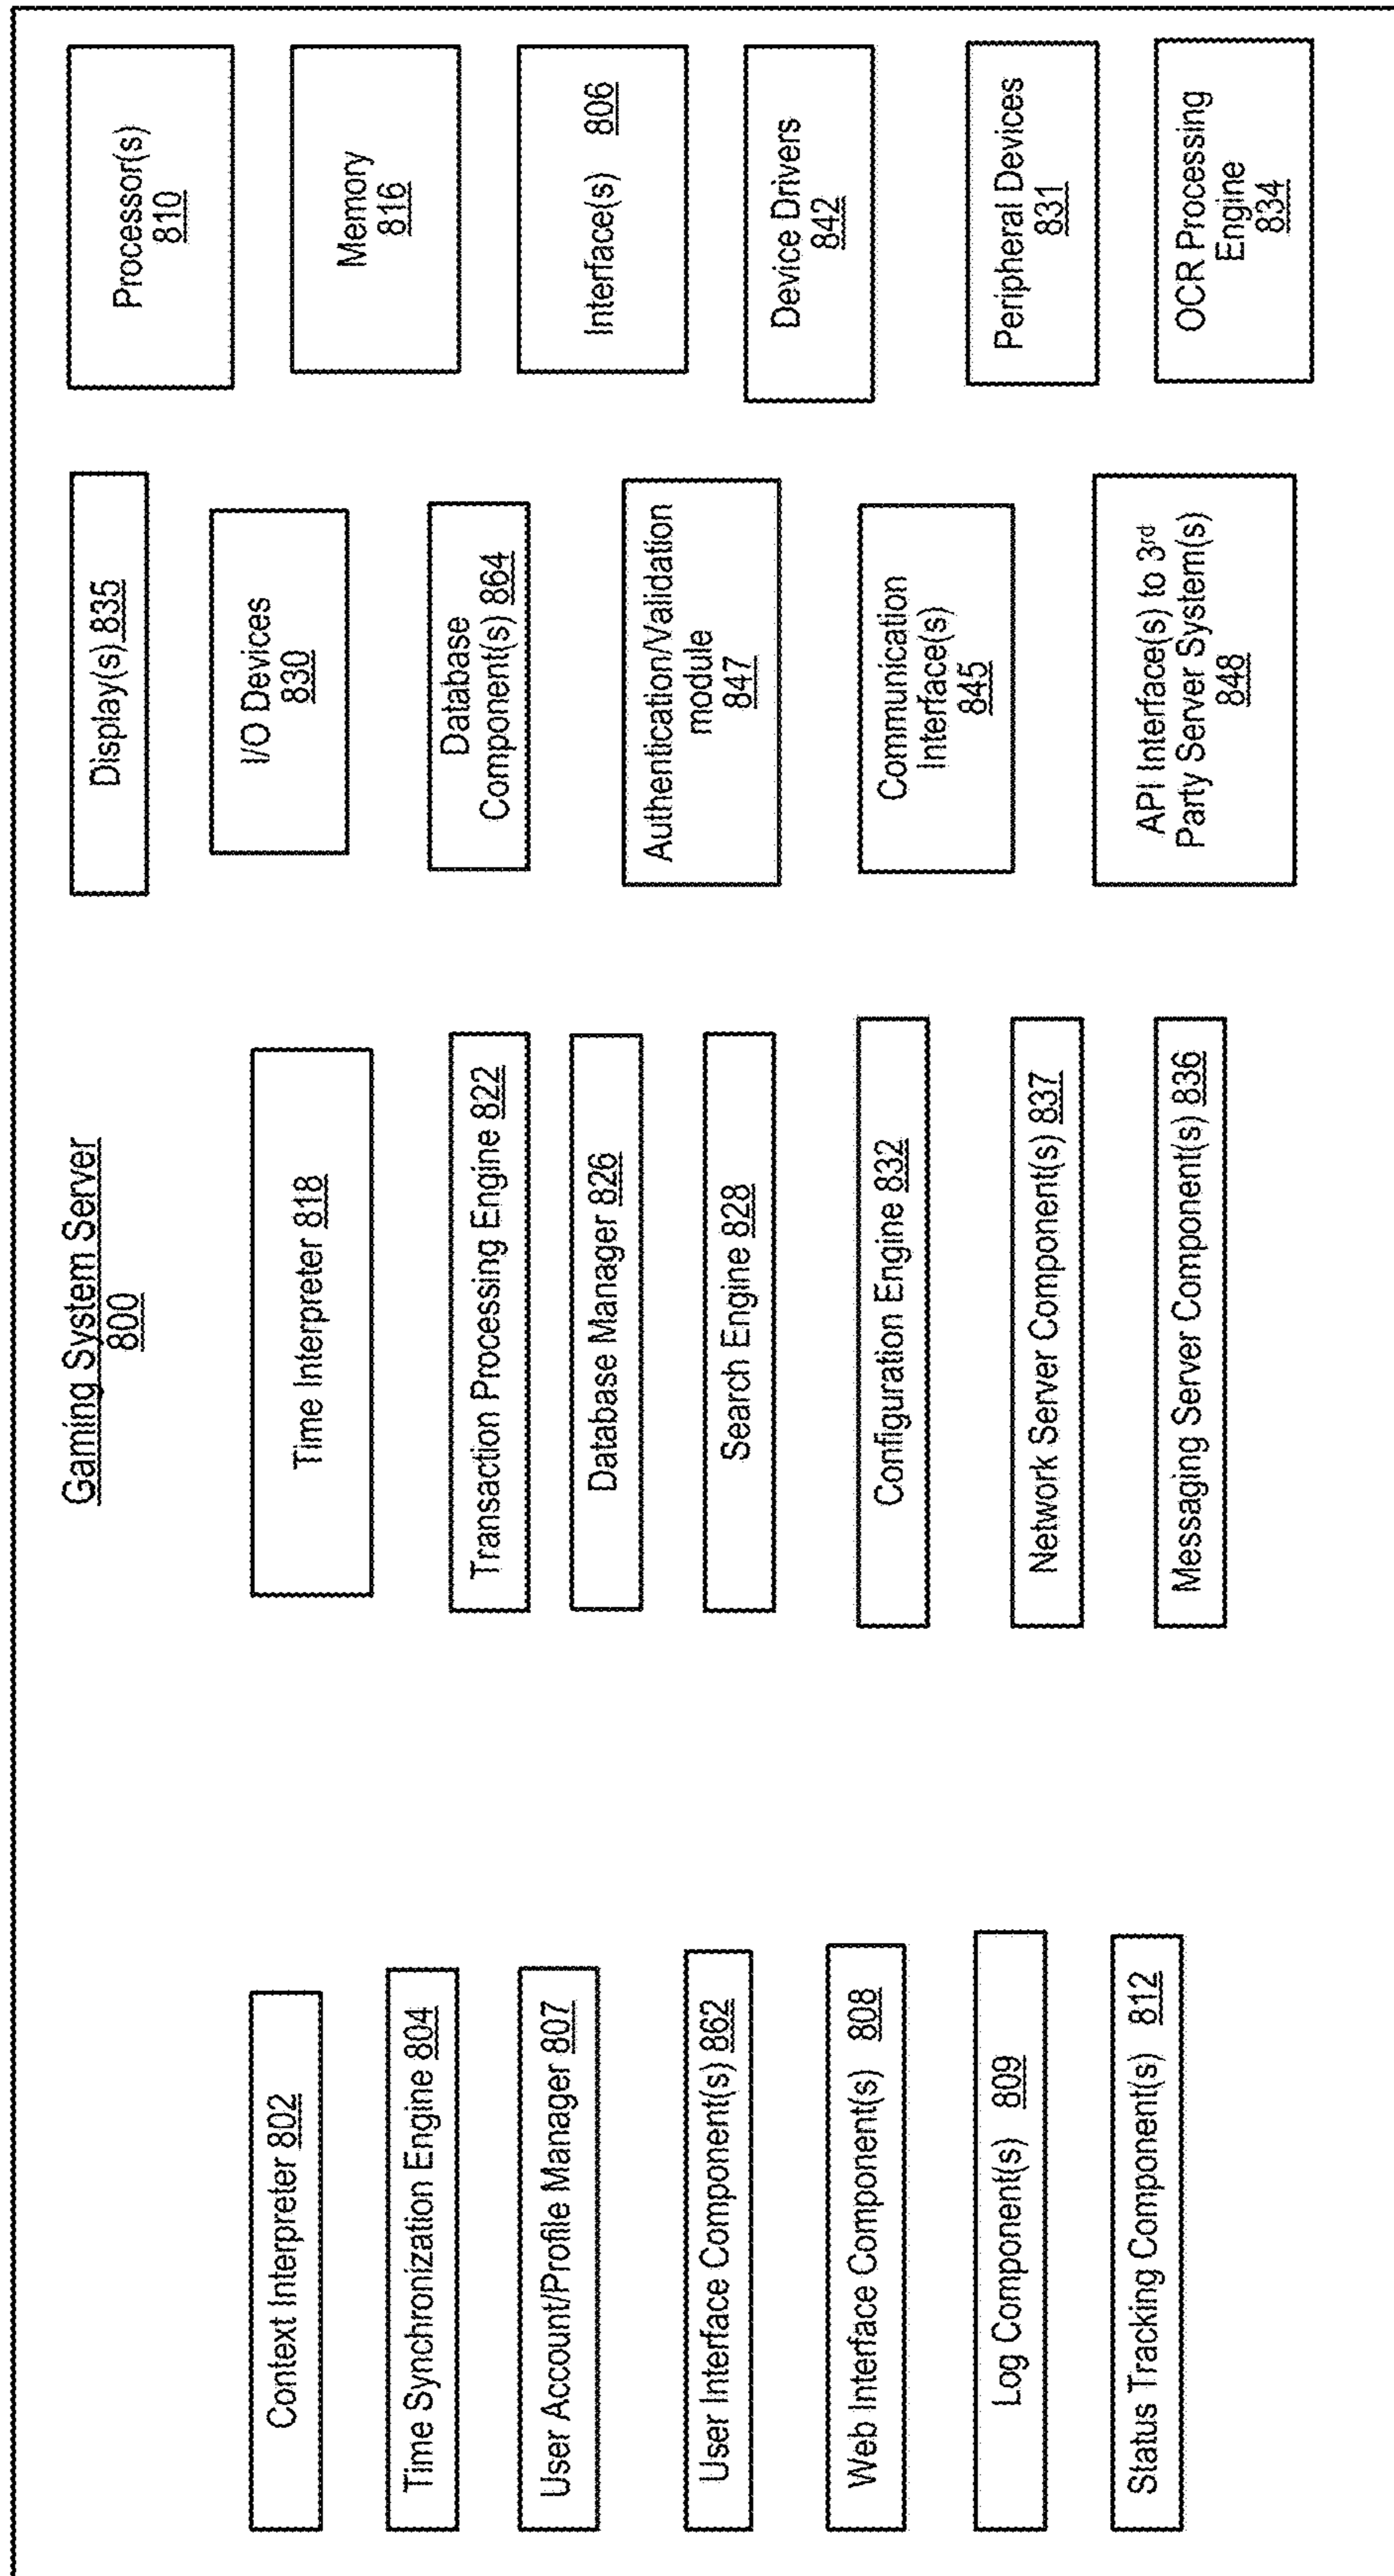 Gaming System Server
800
Context Interpreter 802
Time Synchronization Engine 804
User Account/Profile Manager 807
User Interface Component(s) 862
Web Interface Component(s) 808
Log Component(s) 809
Status Tracking Component(s) 812
Time Interpreter 818
Transaction Processing Engine 822
Database Manager 826
Search Engine 828
Configuration Engine 832
Network Server Component(s) 837
Messaging Server Component(s) 836
Display(s) 835
I/O Devices
830
Database
Component(s) 864
Authentication/Validation
module
847
Communication
Interface(s)
845
API Interface(s) to 3rd
Party Server System(s)
848
Processor(s)
810
Memory
816
Interface(s) 806
Device Drivers
842
Peripheral Devices
831
OCR Processing
Engine
834